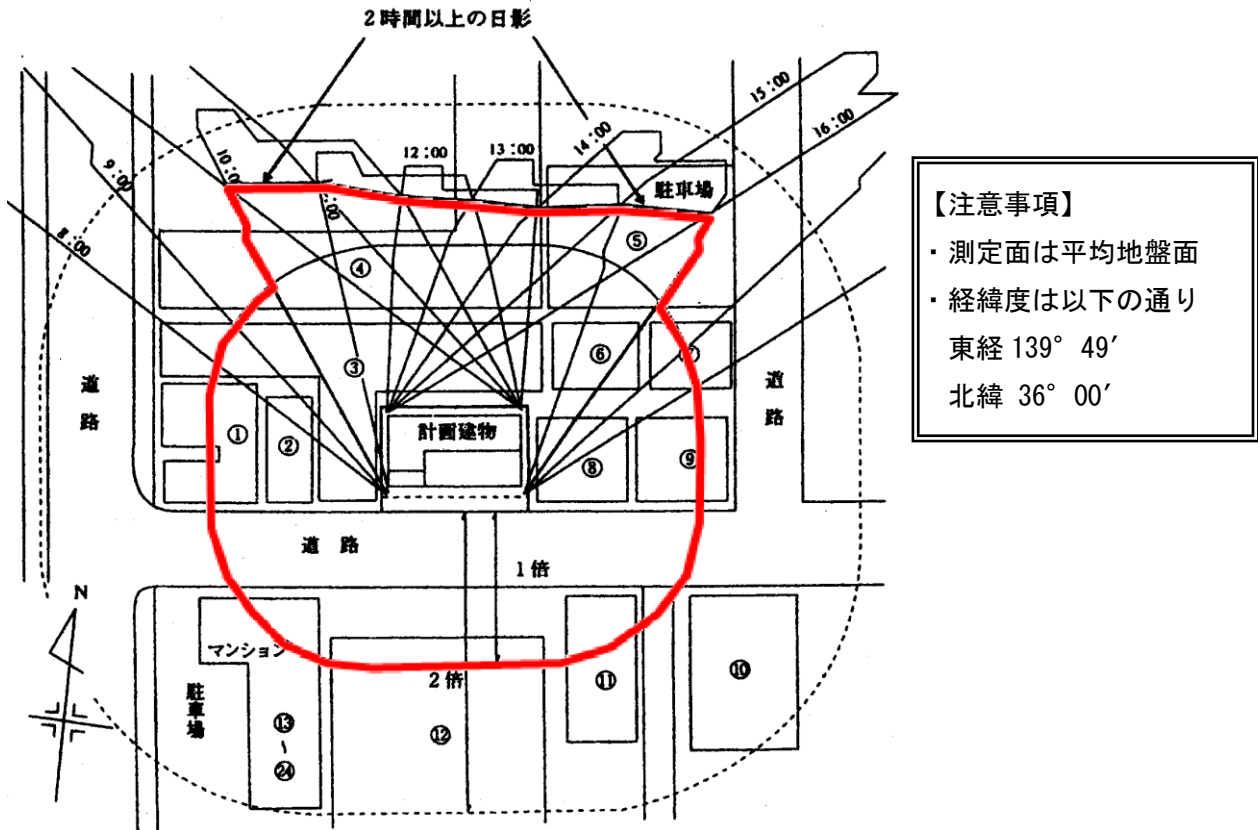 2時間以上の日影
8:00
9:00
10:00
12:00
13:00
14:00
15:00
16:00
駐車場
⑤
④
③
⑥
⑦
道路
道路
①
②
計画建物
⑧
⑨
道路
1倍
N
マンション
2倍
駐車場
⑬
~
㉔
⑫
⑪
⑩
【注意事項】
・測定面は平均地盤面
・経緯度は以下の通り
東経 139° 49′
北緯 36° 00′